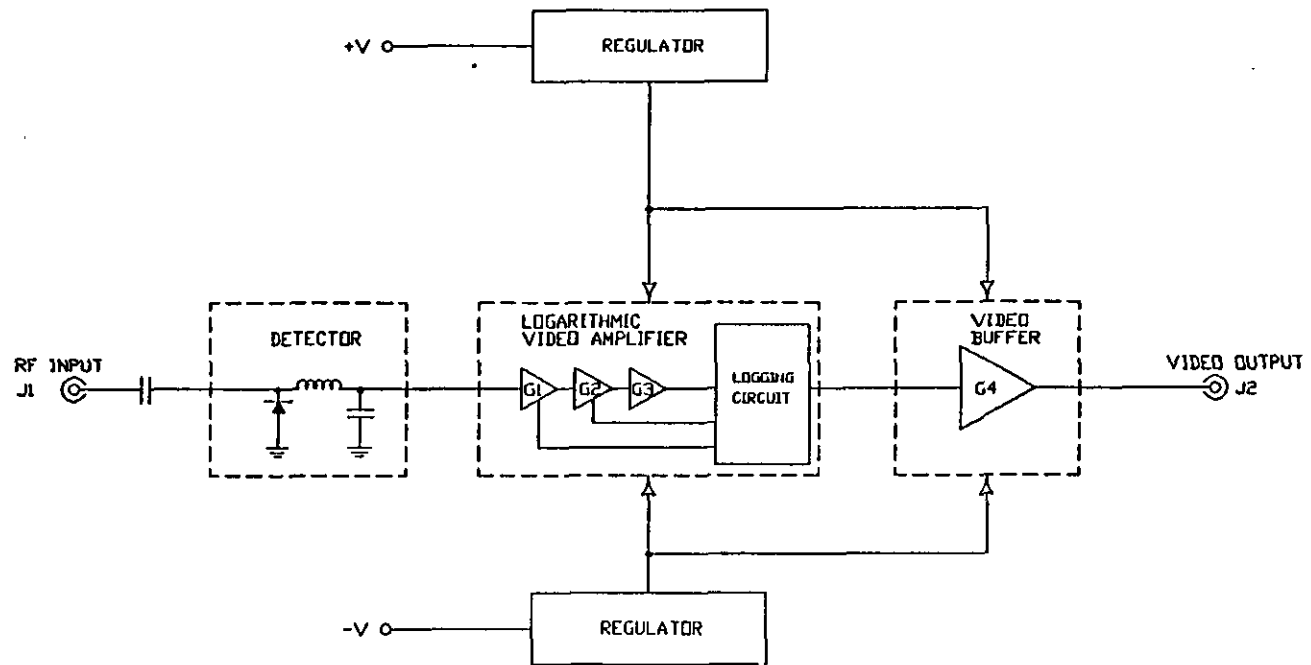 +V
REGULATOR
DETECTOR
LOGARITHMIC
VIDEO AMPLIFIER
VIDEO
BUFFER
RF INPUT
J1
G1
G2
G3
LOGGING
CIRCUIT
G4
VIDEO OUTPUT
J2
-V
REGULATOR